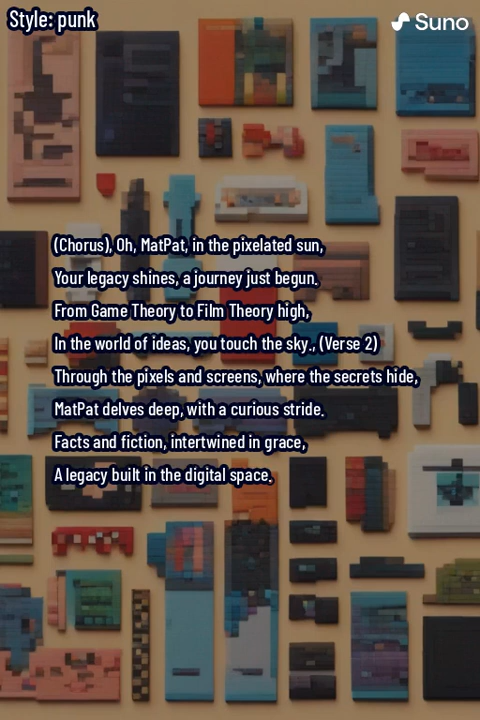 Style: punk
Suno
(Chorus), Oh, MatPat, in the pixelated sun,
Your legacy shines, a journey just begun.
From Game Theory to Film Theory high,
In the world of ideas, you touch the sky., (Verse 2)
Through the pixels and screens, where the secrets hide,
MatPat delves deep, with a curious stride.
Facts and fiction, intertwined in grace,
A legacy built in the digital space.